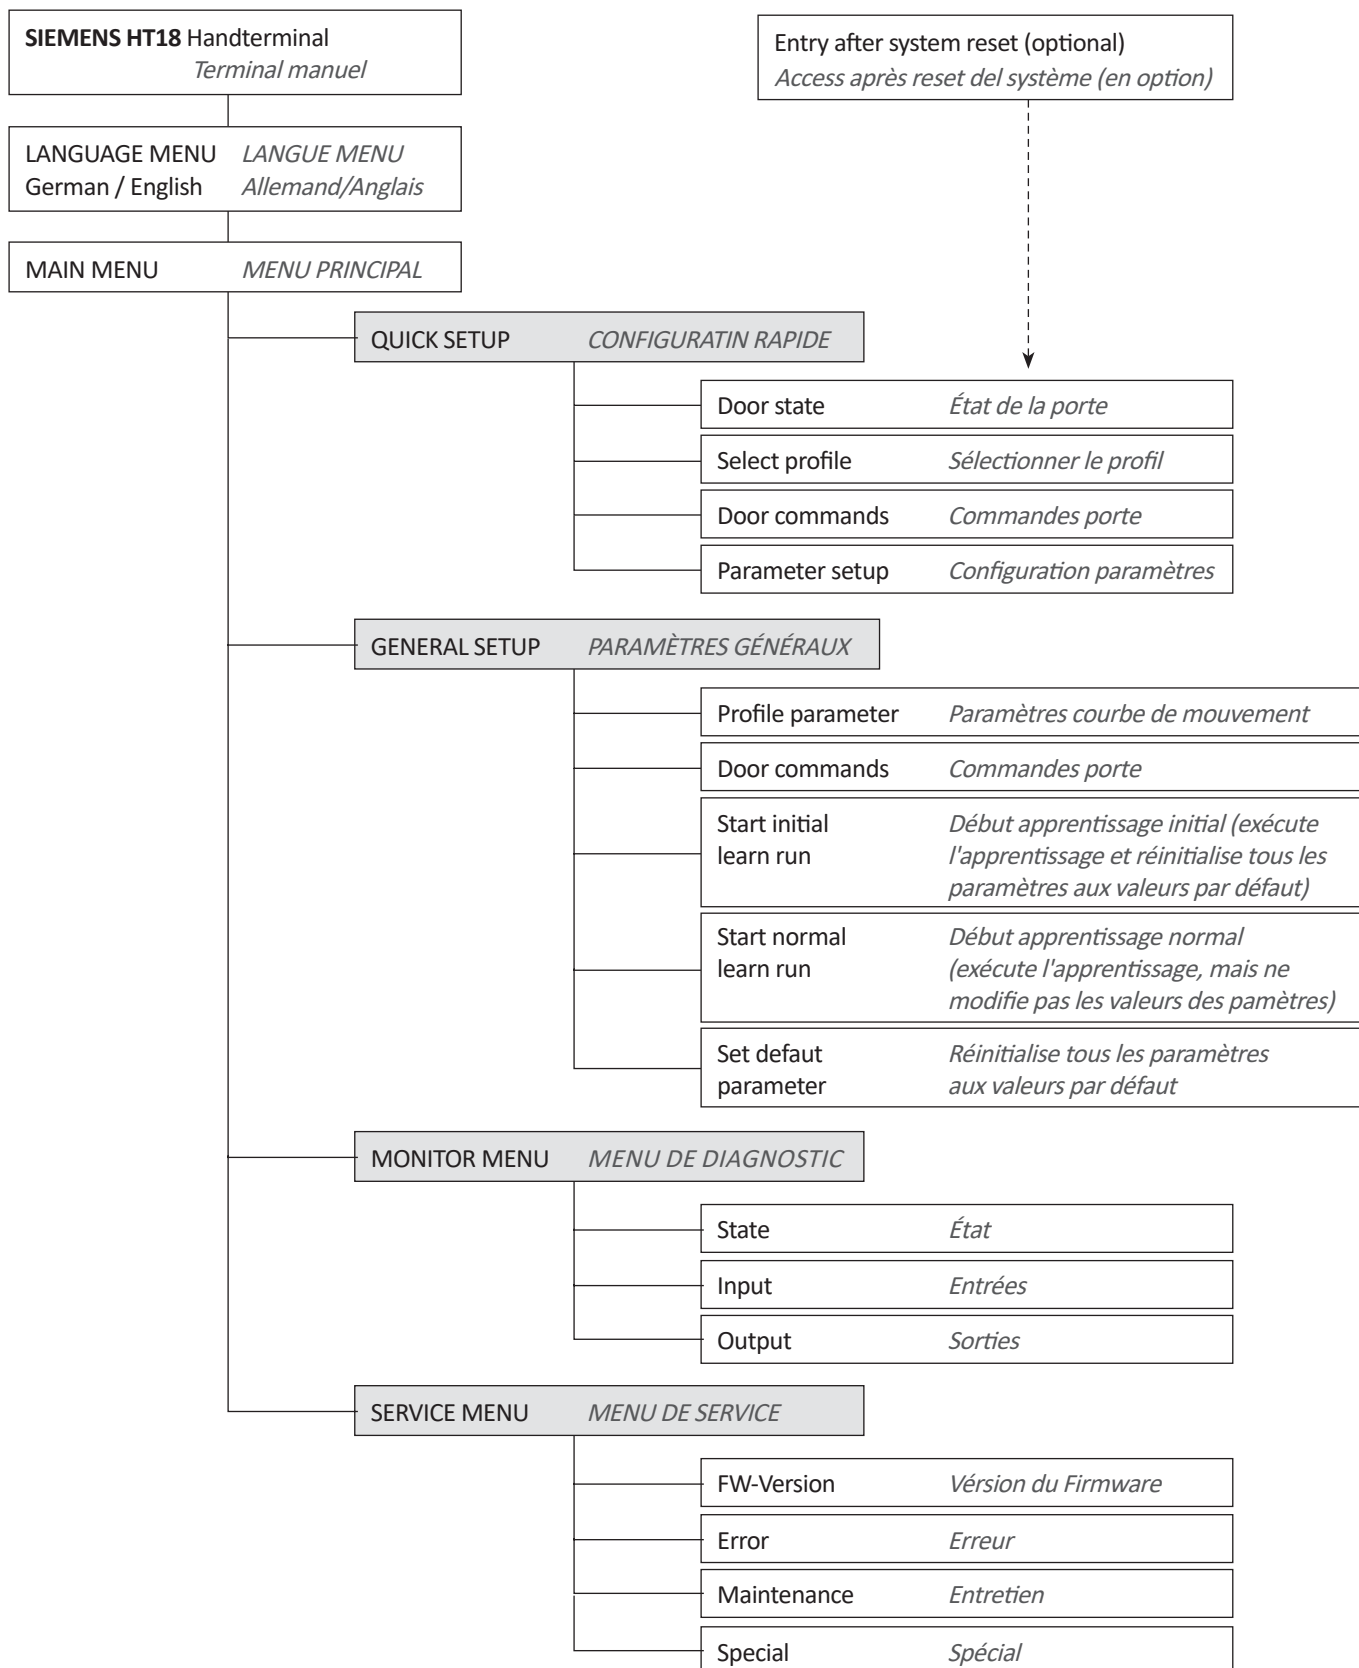 SIEMENS HT18 Handterminal
Terminal manuel
Entry after system reset (optional)
Access après reset del système (en option)
LANGUAGE MENU LANGUE MENU
German / English Allemand/Anglais
MAIN MENU MENU PRINCIPAL
QUICK SETUP CONFIGURATIN RAPIDE
Door state État de la porte
Select profile Sélectionner le profil
Door commands Commandes porte
Parameter setup Configuration paramètres
GENERAL SETUP PARAMÈTRES GÉNÉRAUX
Profile parameter Paramètres courbe de mouvement
Door commands Commandes porte
Start initial Début apprentissage initial (exécute
learn run l'apprentissage et réinitialise tous les
paramètres aux valeurs par défaut)
Start normal Début apprentissage normal
learn run (exécute l'apprentissage, mais ne
modifie pas les valeurs des pamètres)
Set defaut Réinitialise tous les paramètres
parameter aux valeurs par défaut
MONITOR MENU MENU DE DIAGNOSTIC
State État
Input Entrées
Output Sorties
SERVICE MENU MENU DE SERVICE
FW-Version Vérsion du Firmware
Error Erreur
Maintenance Entretien
Special Spécial